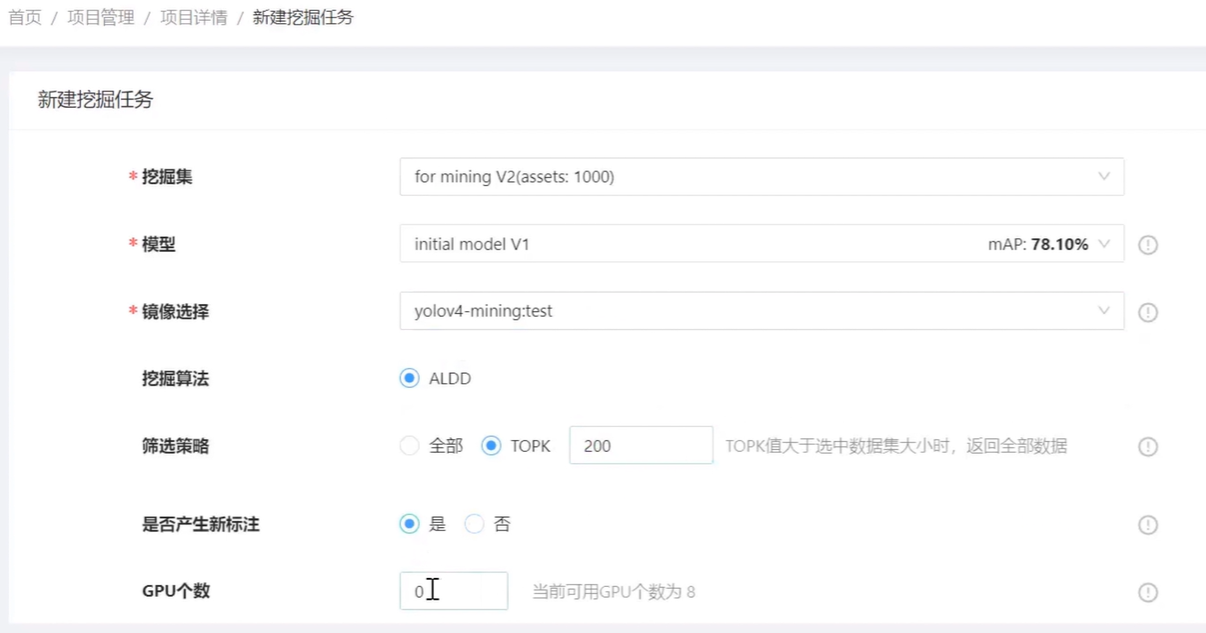 首页 / 项目管理 / 项目详情 / 新建挖掘任务
新建挖掘任务
* 挖掘集 for mining V2(assets: 1000)
* 模型 initial model V1 mAP: 78.10%
* 镜像选择 yolov4-mining:test
挖掘算法 ALDD
筛选策略 全部 TOPK 200 TOPK值大于选中数据集大小时，返回全部数据
是否产生新标注 是 否
GPU个数 0 当前可用GPU个数为 8